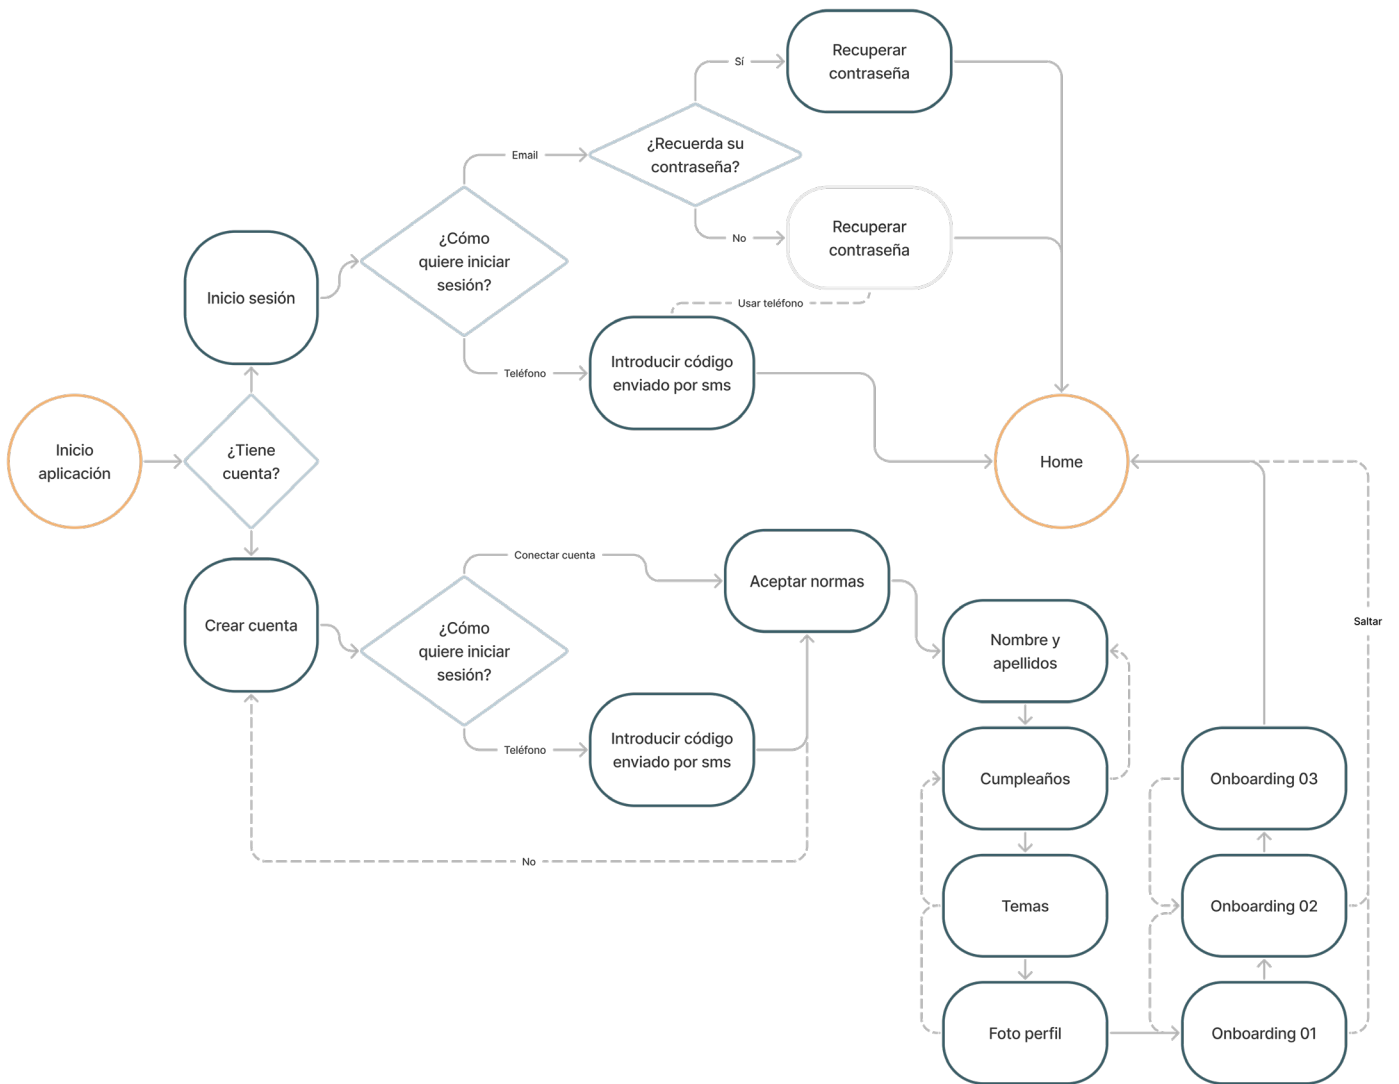 Recuperar
contraseña
Sí
¿Recuerda su
contraseña?
Email
No
Recuperar
contraseña
¿Cómo
quiere iniciar
sesión?
Inicio sesión
Usar teléfono
Teléfono
Introducir código
enviado por sms
Inicio
aplicación
¿Tiene
cuenta?
Home
Conectar cuenta
Aceptar normas
Crear cuenta
¿Cómo
quiere iniciar
sesión?
Teléfono
Introducir código
enviado por sms
No
Nombre y
apellidos
Saltar
Cumpleaños
Onboarding 03
Temas
Onboarding 02
Foto perfil
Onboarding 01